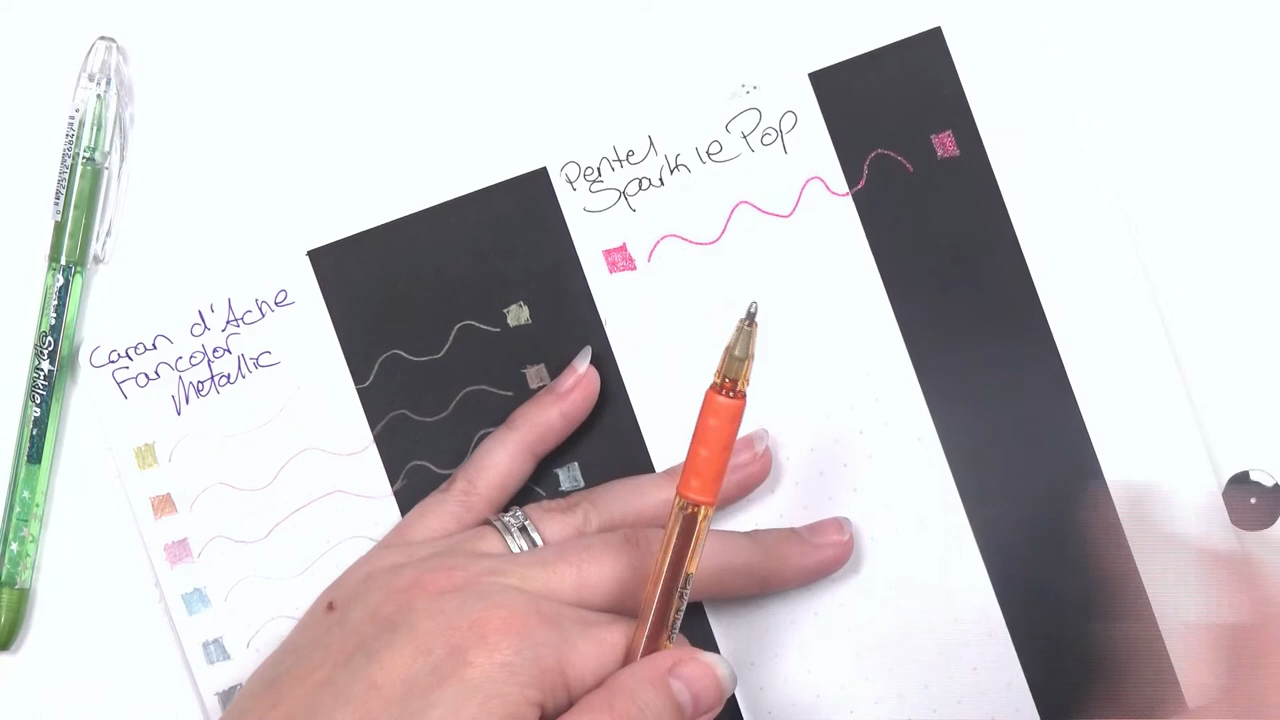 Caran d'Ache
Fancolor
Metallic
Pentel
Sparkle Pop